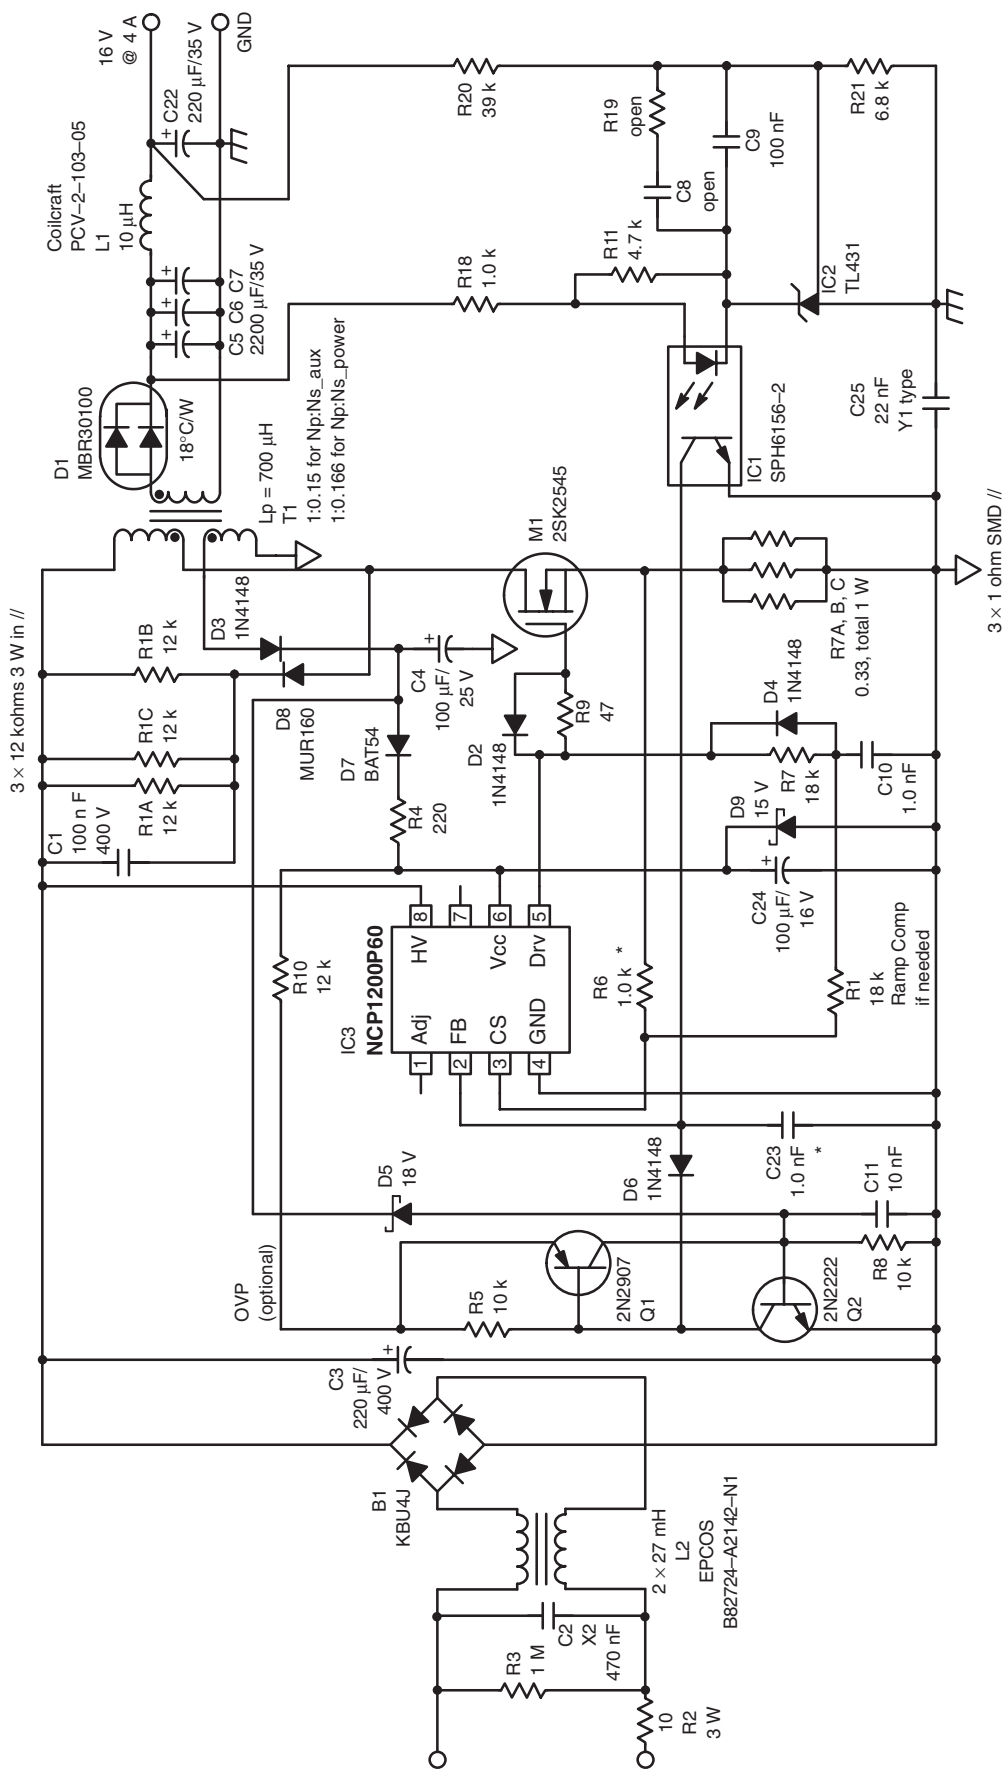 3 × 12 kohms 3 W in //
C1
100 n F
400 V
R1A
12 k
R1C
12 k
R1B
12 k
D8
MUR160
D3
1N4148
D1
MBR30100
18°C/W
Coilcraft
PCV–2–103–05
L1
10 µH
16 V
@ 4 A
+
C22
220 µF/35 V
GND
+
+
+
C5 C6 C7
2200 µF/35 V
Lp = 700 µH
T1
1:0.15 for Np:Ns_aux
1:0.166 for Np:Ns_power
OVP
(optional)
R10
12 k
D5
18 V
IC3
NCP1200P60
1
Adj
2
FB
3
CS
4
GND
8
HV
7
6
Vcc
5
Drv
R4
220
D7
BAT54
+
C4
100 µF/
25 V
D2
1N4148
R9
47
M1
2SK2545
R18
1.0 k
R20
39 k
R11
4.7 k
R19
open
C8
open
C9
100 nF
R21
6.8 k
IC2
TL431
IC1
SPH6156–2
C25
22 nF
Y1 type
B1
KBU4J
C3
220 µF/
400 V
+
R5
10 k
2N2907
Q1
D6
1N4148
R6
1.0 k
*
C23
1.0 nF
*
C11
10 nF
R8
10 k
2N2222
Q2
C24
100 µF/
16 V
+
D9
15 V
R7
18 k
D4
1N4148
C10
1.0 nF
R1
18 k
Ramp Comp
if needed
R7A, B, C
0.33, total 1 W
3 × 1 ohm SMD //
R3
1 M
C2
X2
470 nF
2 × 27 mH
L2
EPCOS
B82724–A2142–N1
10
R2
3 W